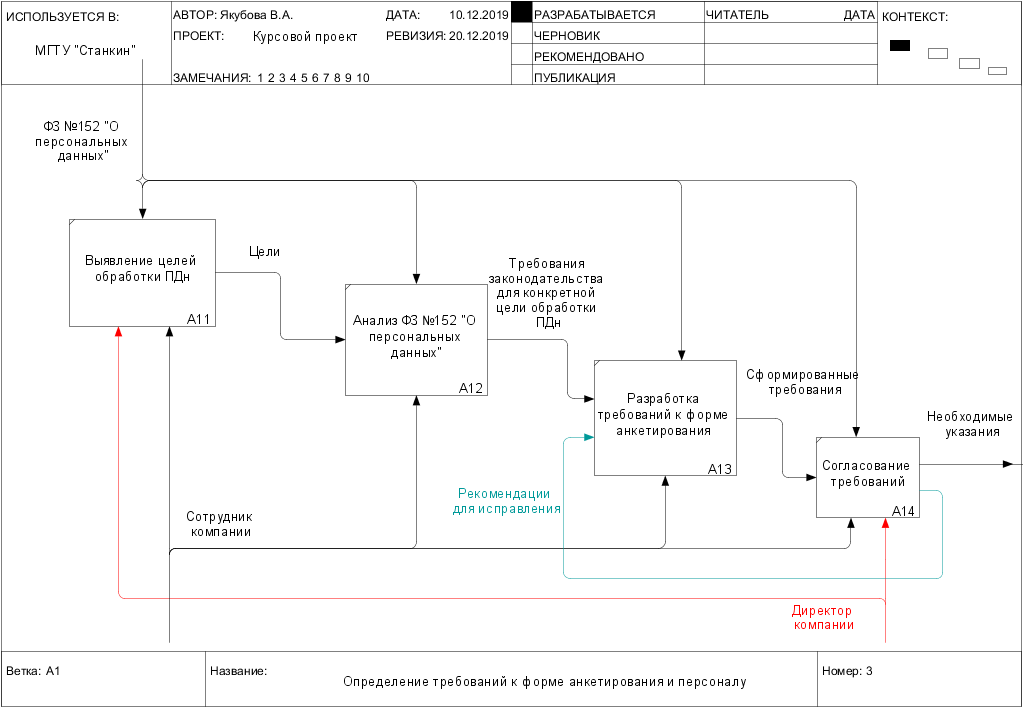 ИСПОЛЬЗУЕТСЯ В:
МГТУ "Станкин"
АВТОР: Якубова В.А.
ДАТА: 10.12.2019
ПРОЕКТ: Курсовой проект
РЕВИЗИЯ: 20.12.2019
ЗАМЕЧАНИЯ: 1 2 3 4 5 6 7 8 9 10
РАЗРАБАТЫВАЕТСЯ
ЧЕРНОВИК
РЕКОМЕНДОВАНО
ПУБЛИКАЦИЯ
ЧИТАТЕЛЬ
ДАТА
КОНТЕКСТ:
ФЗ №152 "О
персональных
данных"
Выявление целей
обработки ПДн
A11
Цели
Анализ ФЗ №152 "О
персональных
данных"
A12
Требования
законодательства
для конкретной
цели обработки
ПДн
Разработка
требований к форме
анкетирования
A13
Сформированные
требования
Согласование
требований
A14
Необходимые
указания
Рекомендации
для исправления
Сотрудник
компании
Директор
компании
Ветка: A1
Название:
Определение требований к форме анкетирования и персоналу
Номер: 3